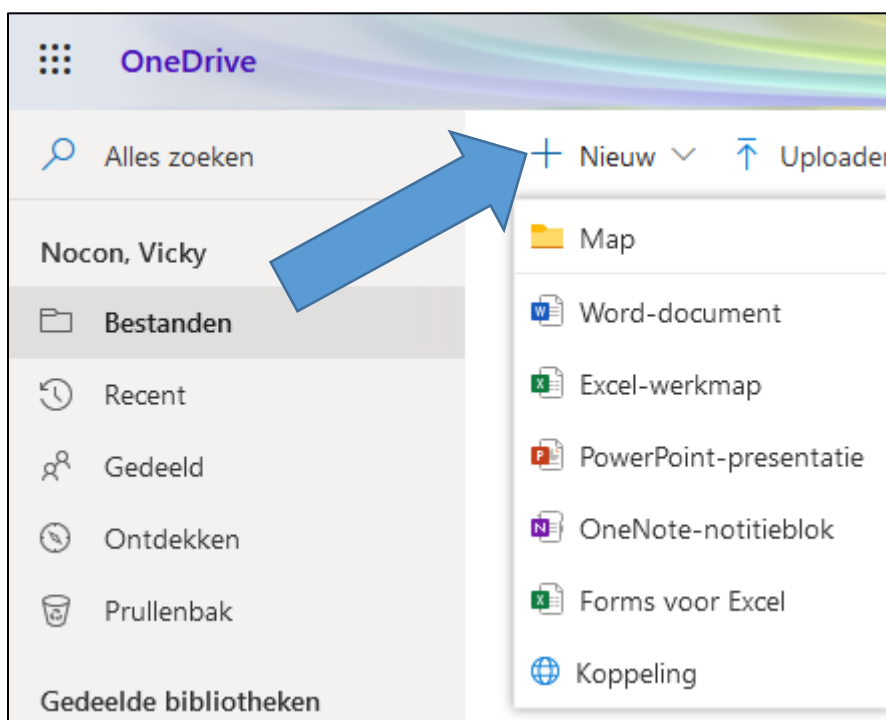 OneDrive
Alles zoeken
Nieuw
Uploaden
Nocon, Vicky
Bestanden
Recent
Gedeeld
Ontdekken
Prullenbak
Gedeelde bibliotheken
Map
Word-document
Excel-werkmap
PowerPoint-presentatie
OneNote-notitieblok
Forms voor Excel
Koppeling